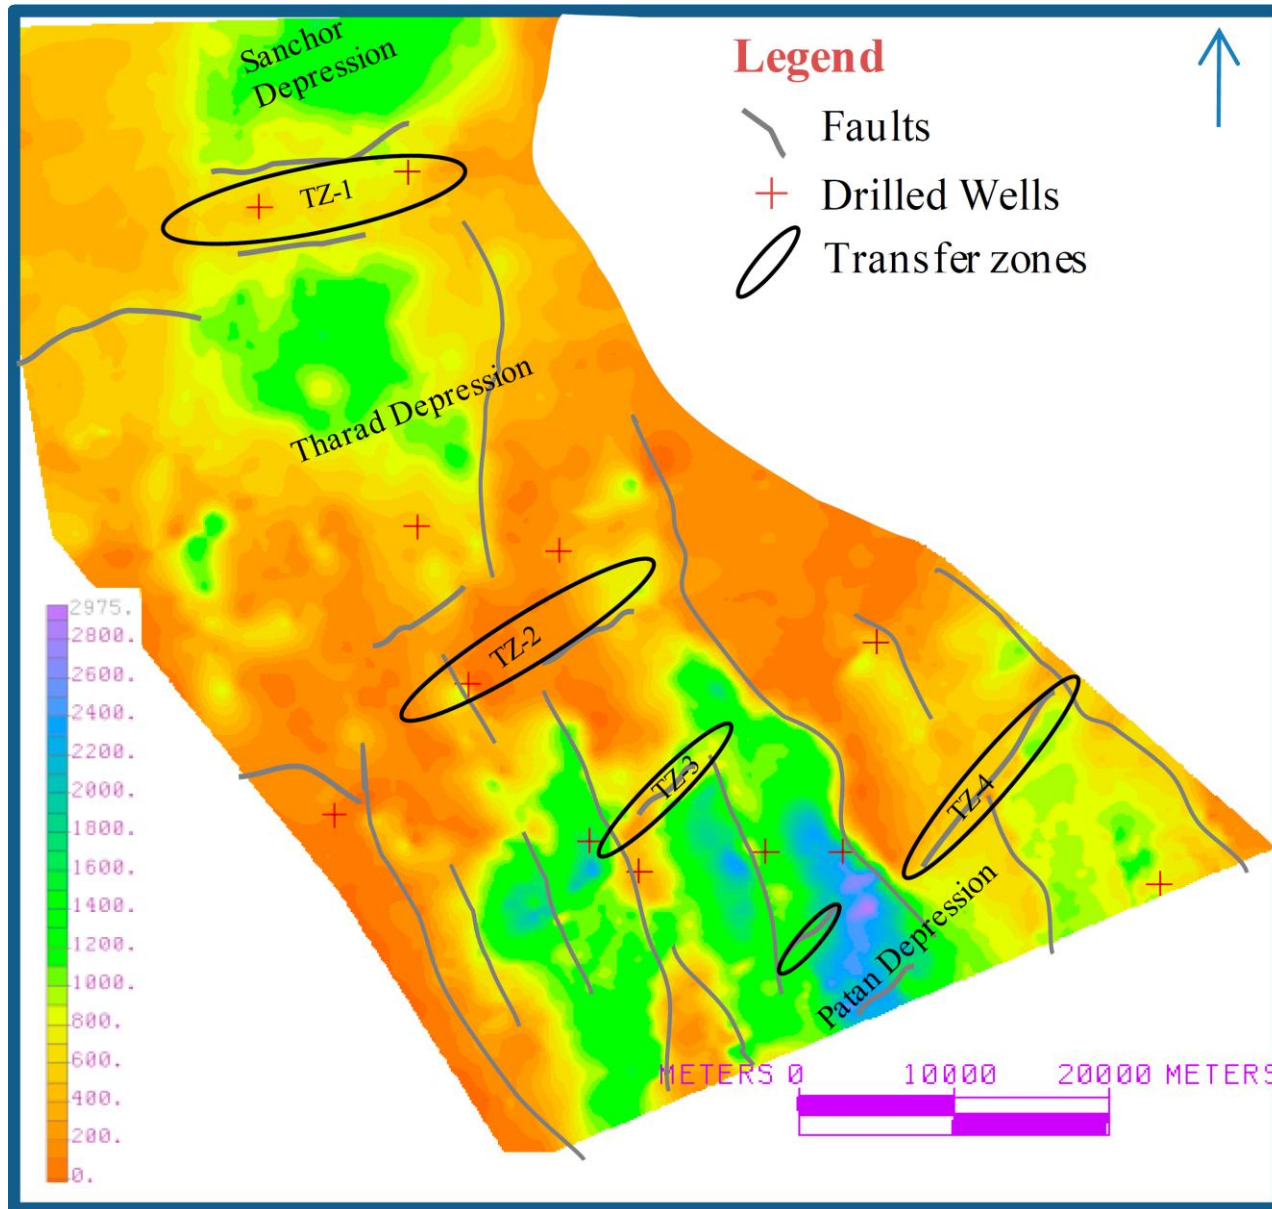 Sanchor
Depression
Legend
Faults
Drilled Wells
Transfer zones
TZ-1
Tharad Depression
TZ-2
TZ-3
TZ-4
Patan Depression
2975.
2800.
2600.
2400.
2200.
2000.
1800.
1600.
1400.
1200.
1000.
800.
600.
400.
200.
0.
METERS 0 10000 20000 METERS